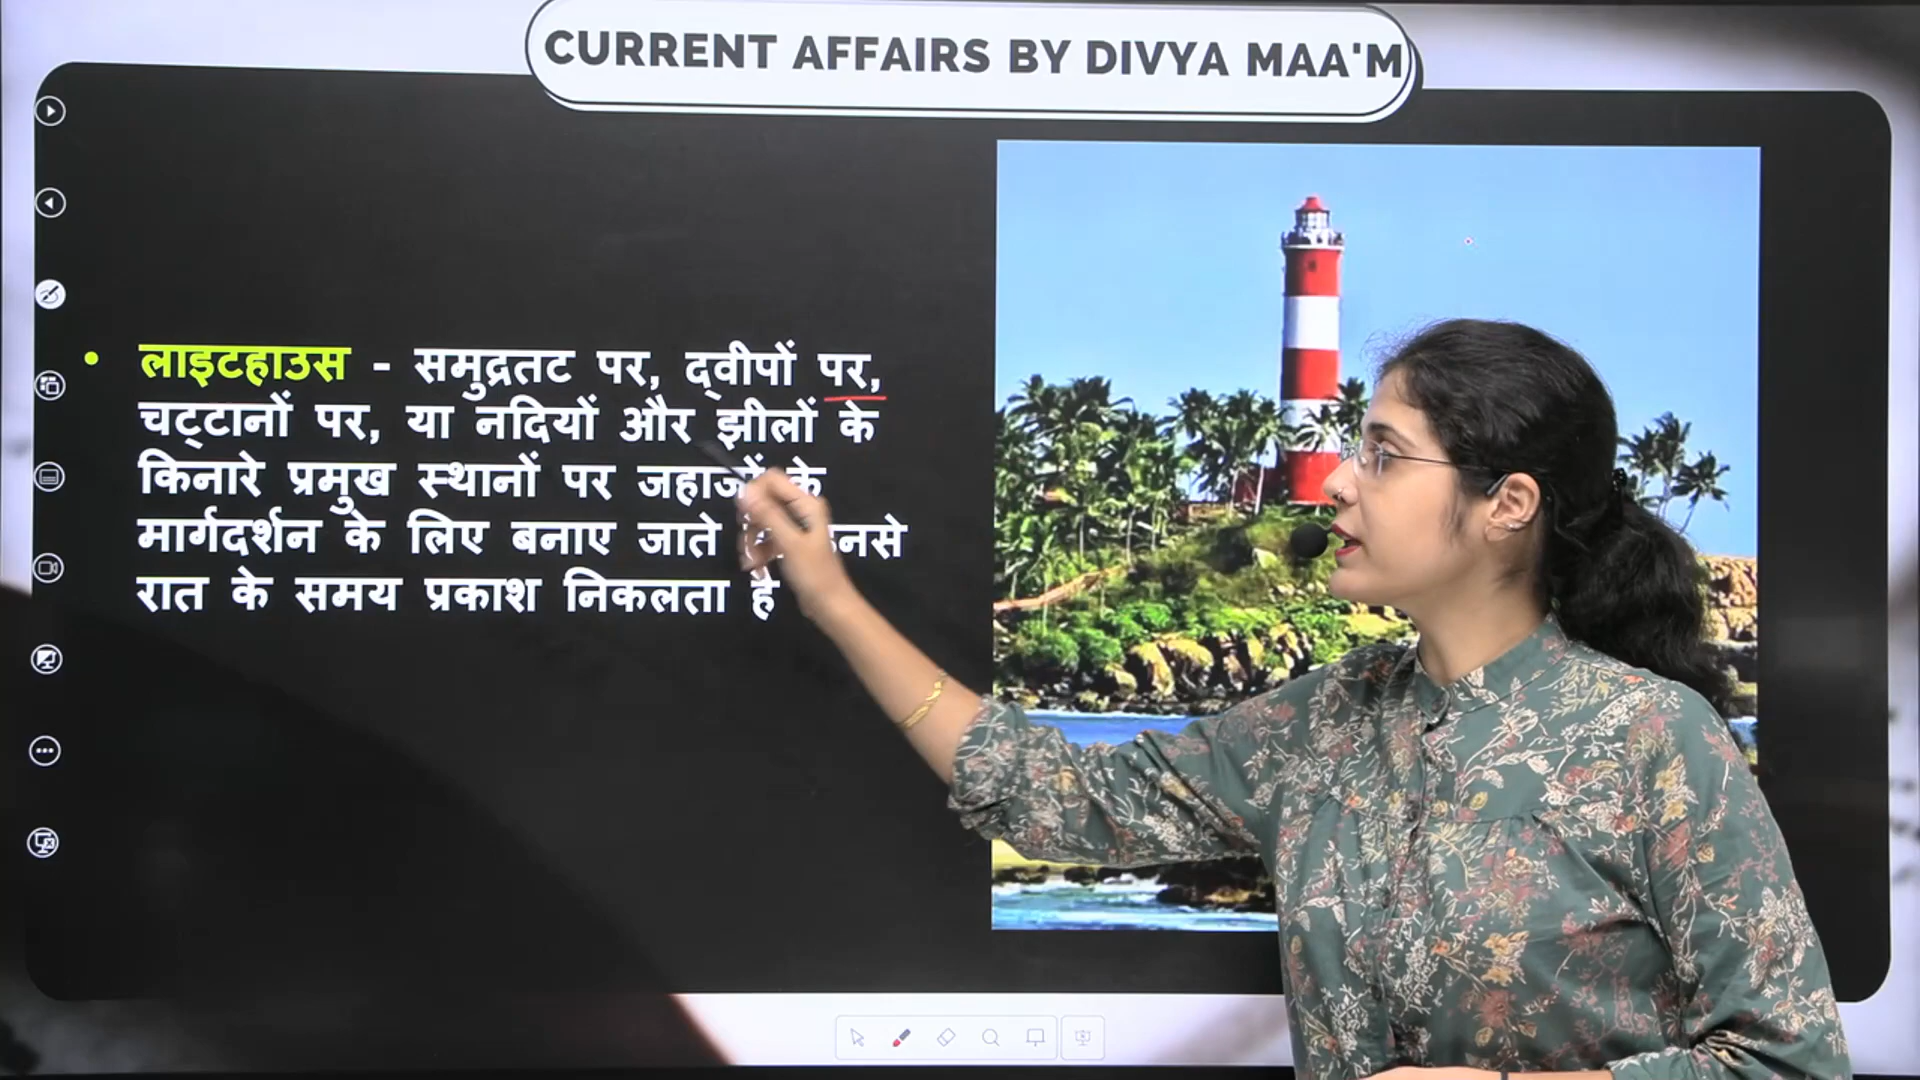 CURRENT AFFAIRS BY DIVYA MAA'M
• लाइटहाउस - समुद्रतट पर, द्वीपों पर,
चट्टानों पर, या नदियों और झीलों के
किनारे प्रमुख स्थानों पर जहाजों के
मार्गदर्शन के लिए बनाए जाते
रात के समय प्रकाश निकलता है